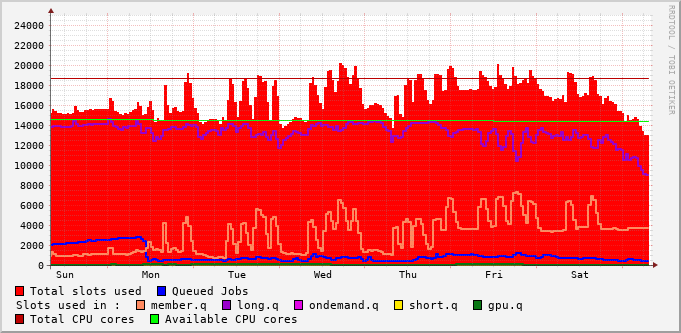 24000
22000
20000
18000
16000
14000
12000
10000
8000
6000
4000
2000
0
Sun Mon Tue Wed Thu Fri Sat
Total slots used Queued Jobs
Slots used in : member.q long.q ondemand.q short.q gpu.q
Total CPU cores Available CPU cores
RRDTOOL / TOBI OETIKER